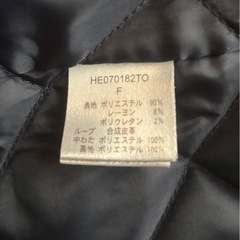 HE070182TO
F
表地 ポリエステル 90%
レーヨン 8%
ポリウレタン 2%
ループ 合成皮革
中わた ポリエステル 100%
裏地 ポリエステル 100%